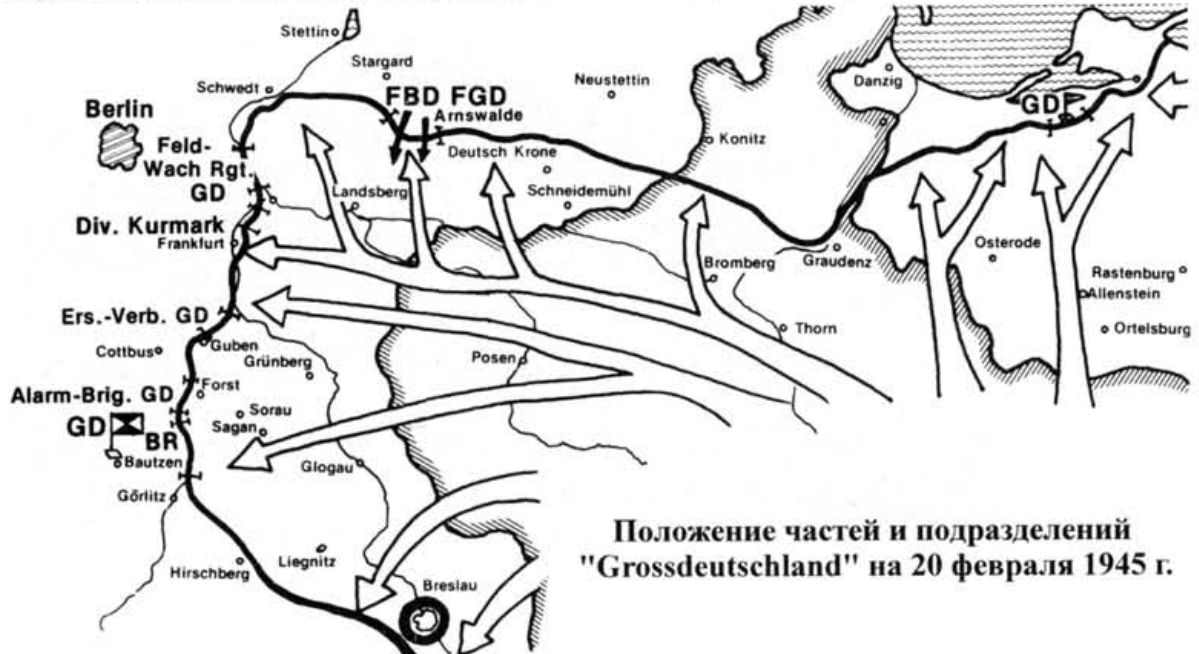 Stettin
Stargard
Schwedt
Neustettin
Danzig
Berlin
FBD FGD
Arnswalde
GD
Feld-
Wach Rgt.
GD
Konitz
Deutsch Krone
Landsberg
Schneidemühl
Div. Kurmark
Frankfurt
Bromberg
Graudenz
Osterode
Rastenburg
Allenstein
Ers.-Verb. GD
Guben
Thorn
Ortelsburg
Cottbus
Grünberg
Posen
Forst
Alarm-Brig. GD
Sorau
GD
BR
Sagan
Bautzen
Glogau
Görlitz
Положение частей и подразделений
"Grossdeutschland" на 20 февраля 1945 г.
Liegnitz
Hirschberg
Breslau